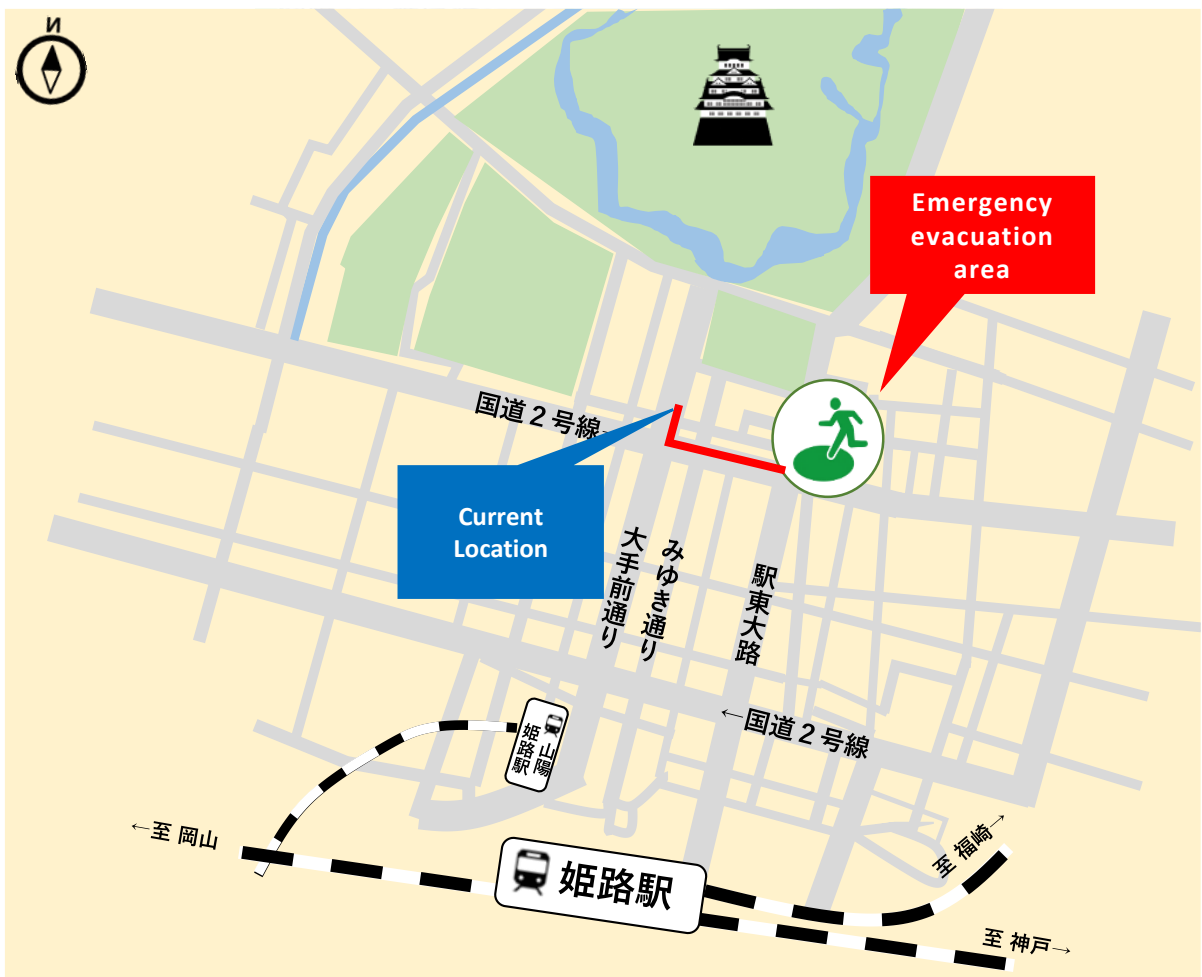 N
Emergency
evacuation
area
国道２号線→
Current
Location
大手前通り
みゆき通り
駅東大路
←国道２号線
山陽
姫路駅
←至 岡山
姫路駅
至 福崎→
至 神戸→